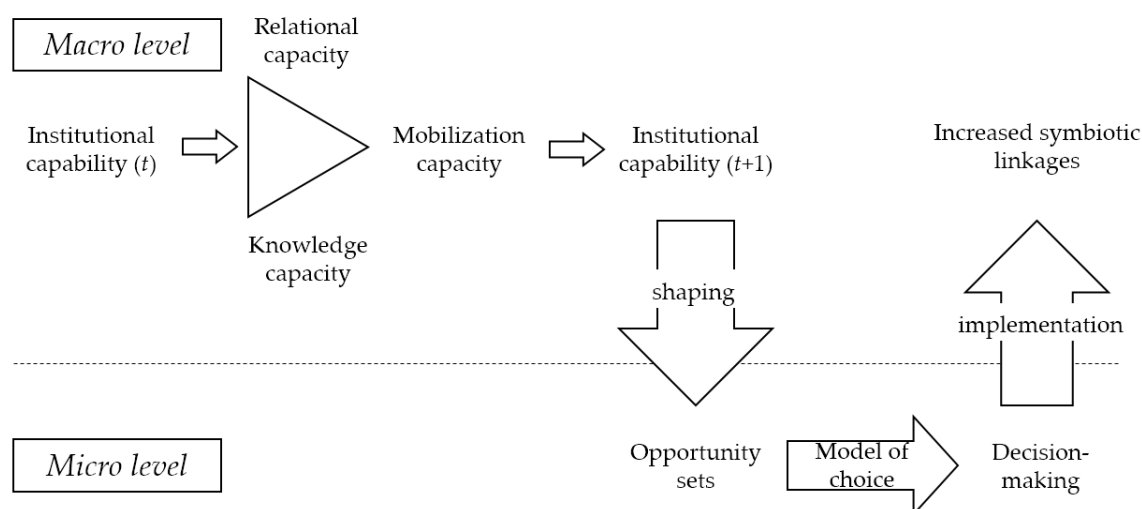 Macro level
Relational
capacity
Institutional
capability (t)
Mobilization
capacity
Institutional
capability (t+1)
Increased symbiotic
linkages
Knowledge
capacity
shaping
implementation
Micro level
Opportunity
sets
Model of
choice
Decision-
making